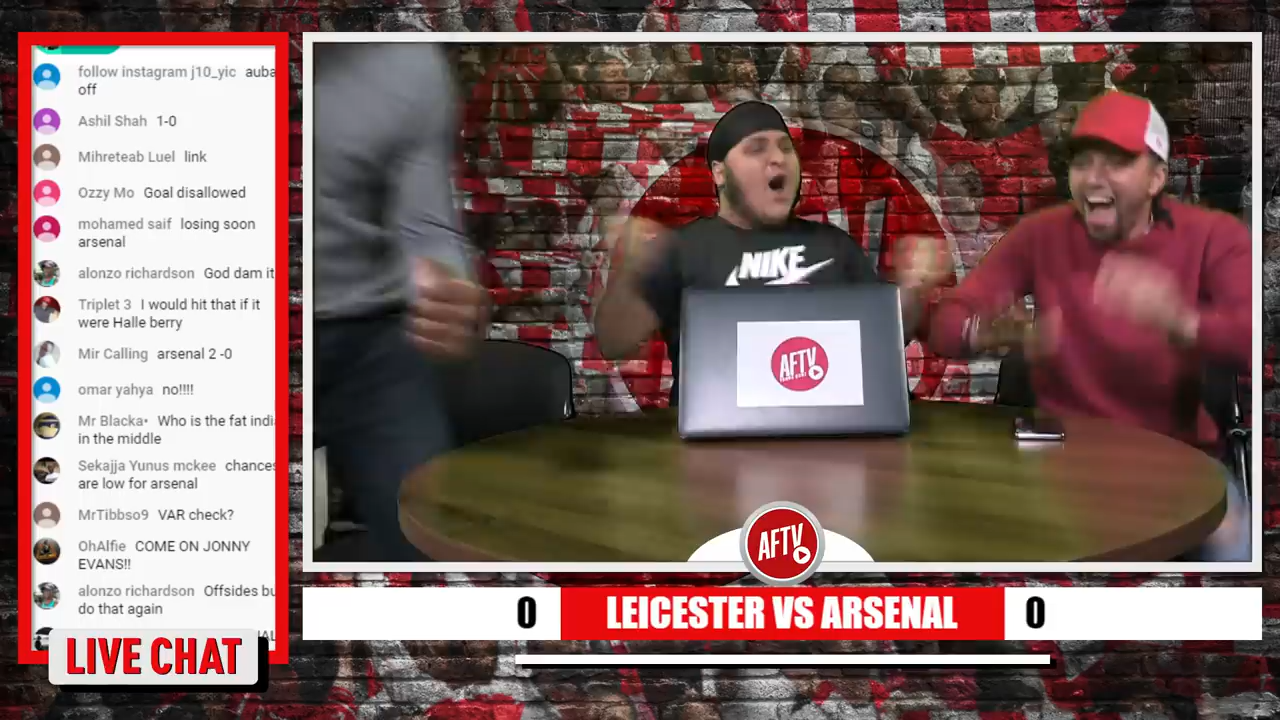 follow instagram j10_yic auba
off
Ashil Shah 1-0
Mihreteab Luel link
Ozzy Mo Goal disallowed
mohamed saif losing soon
arsenal
alonzo richardson God dam it
Triplet 3 I would hit that if it
were Halle berry
Mir Calling arsenal 2 -0
omar yahya no!!!!
Mr Blacka• Who is the fat indi
in the middle
Sekajja Yunus mckee chances
are low for arsenal
MrTibbso9 VAR check?
OhAlfie COME ON JONNY
EVANS!!
alonzo richardson Offsides bu
do that again
LIVE CHAT
NIKE
AFTV
AFTV
0 LEICESTER VS ARSENAL 0